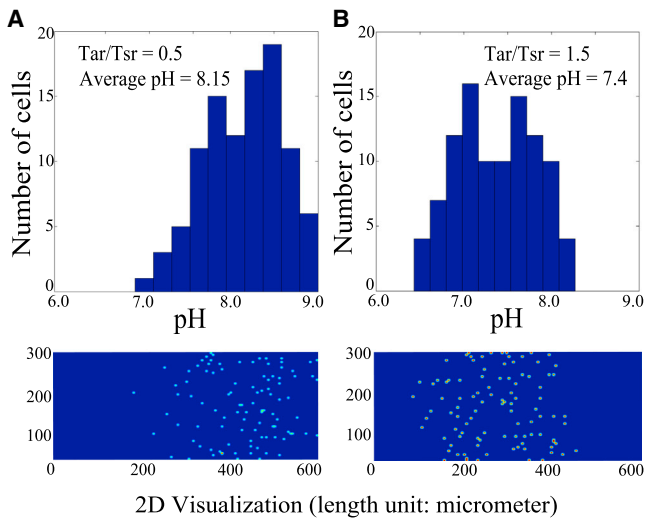 A
B
Tar/Tsr = 0.5
Average pH = 8.15
Number of cells
20
15
10
5
0
6.0 7.0 8.0 9.0
pH
Tar/Tsr = 1.5
Average pH = 7.4
Number of cells
20
15
10
5
0
6.0 7.0 8.0 9.0
pH
300
200
100
0 200 400 600
300
200
100
0 200 400 600
2D Visualization (length unit: micrometer)